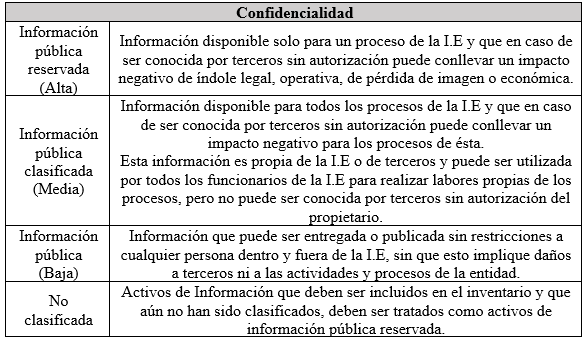 Confidencialidad
Información
pública
reservada
(Alta)
Información disponible solo para un proceso de la I.E y que en caso de
ser conocida por terceros sin autorización puede conllevar un impacto
negativo de índole legal, operativa, de pérdida de imagen o económica.
Información
pública
clasificada
(Media)
Información disponible para todos los procesos de la I.E y que en caso
de ser conocida por terceros sin autorización puede conllevar un
impacto negativo para los procesos de ésta.
Esta información es propia de la I.E o de terceros y puede ser utilizada
por todos los funcionarios de la I.E para realizar labores propias de los
procesos, pero no puede ser conocida por terceros sin autorización del
propietario.
Información
pública
(Baja)
Información que puede ser entregada o publicada sin restricciones a
cualquier persona dentro y fuera de la I.E, sin que esto implique daños
a terceros ni a las actividades y procesos de la entidad.
No
clasificada
Activos de Información que deben ser incluidos en el inventario y que
aún no han sido clasificados, deben ser tratados como activos de
información pública reservada.